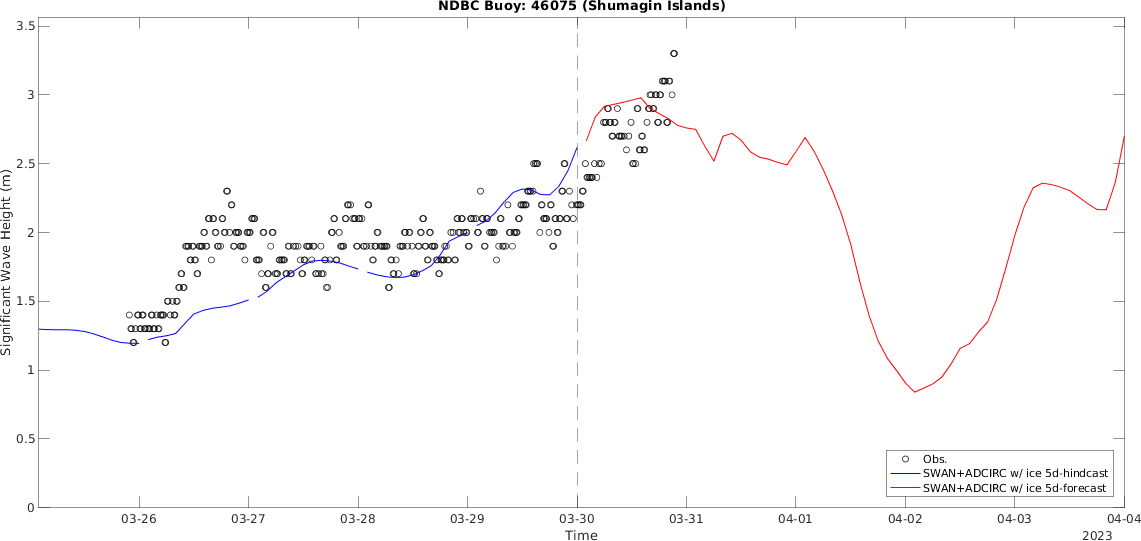 NDBC Buoy: 46075 (Shumagin Islands)
3.5
3
2.5
2
1.5
1
0.5
0
Significant Wave Height (m)
Obs.
SWAN+ADCIRC w/ ice 5d-hindcast
SWAN+ADCIRC w/ ice 5d-forecast
03-26 03-27 03-28 03-29 03-30 03-31 04-01 04-02 04-03 04-04
Time
2023